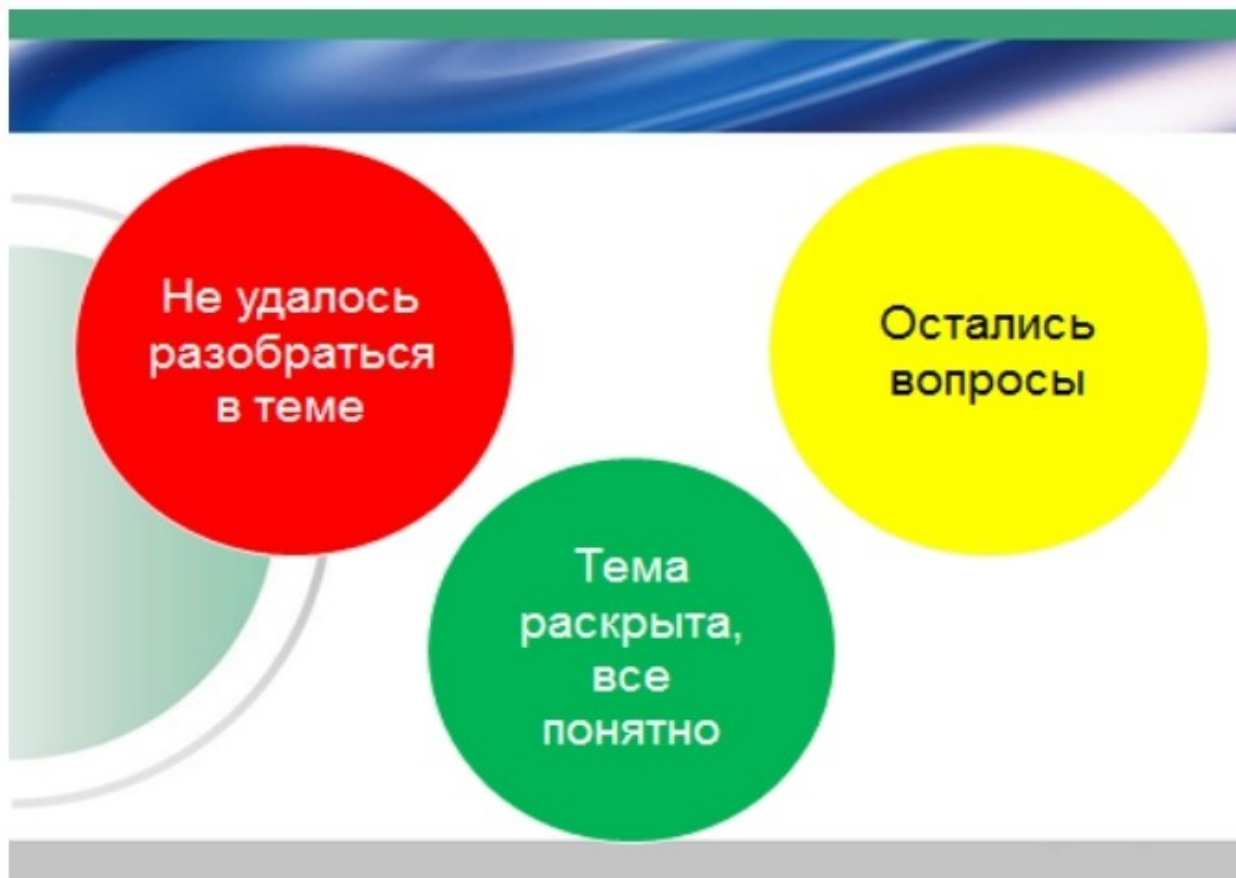 Не удалось
разобраться
в теме
Остались
вопросы
Тема
раскрыта,
все
понятно